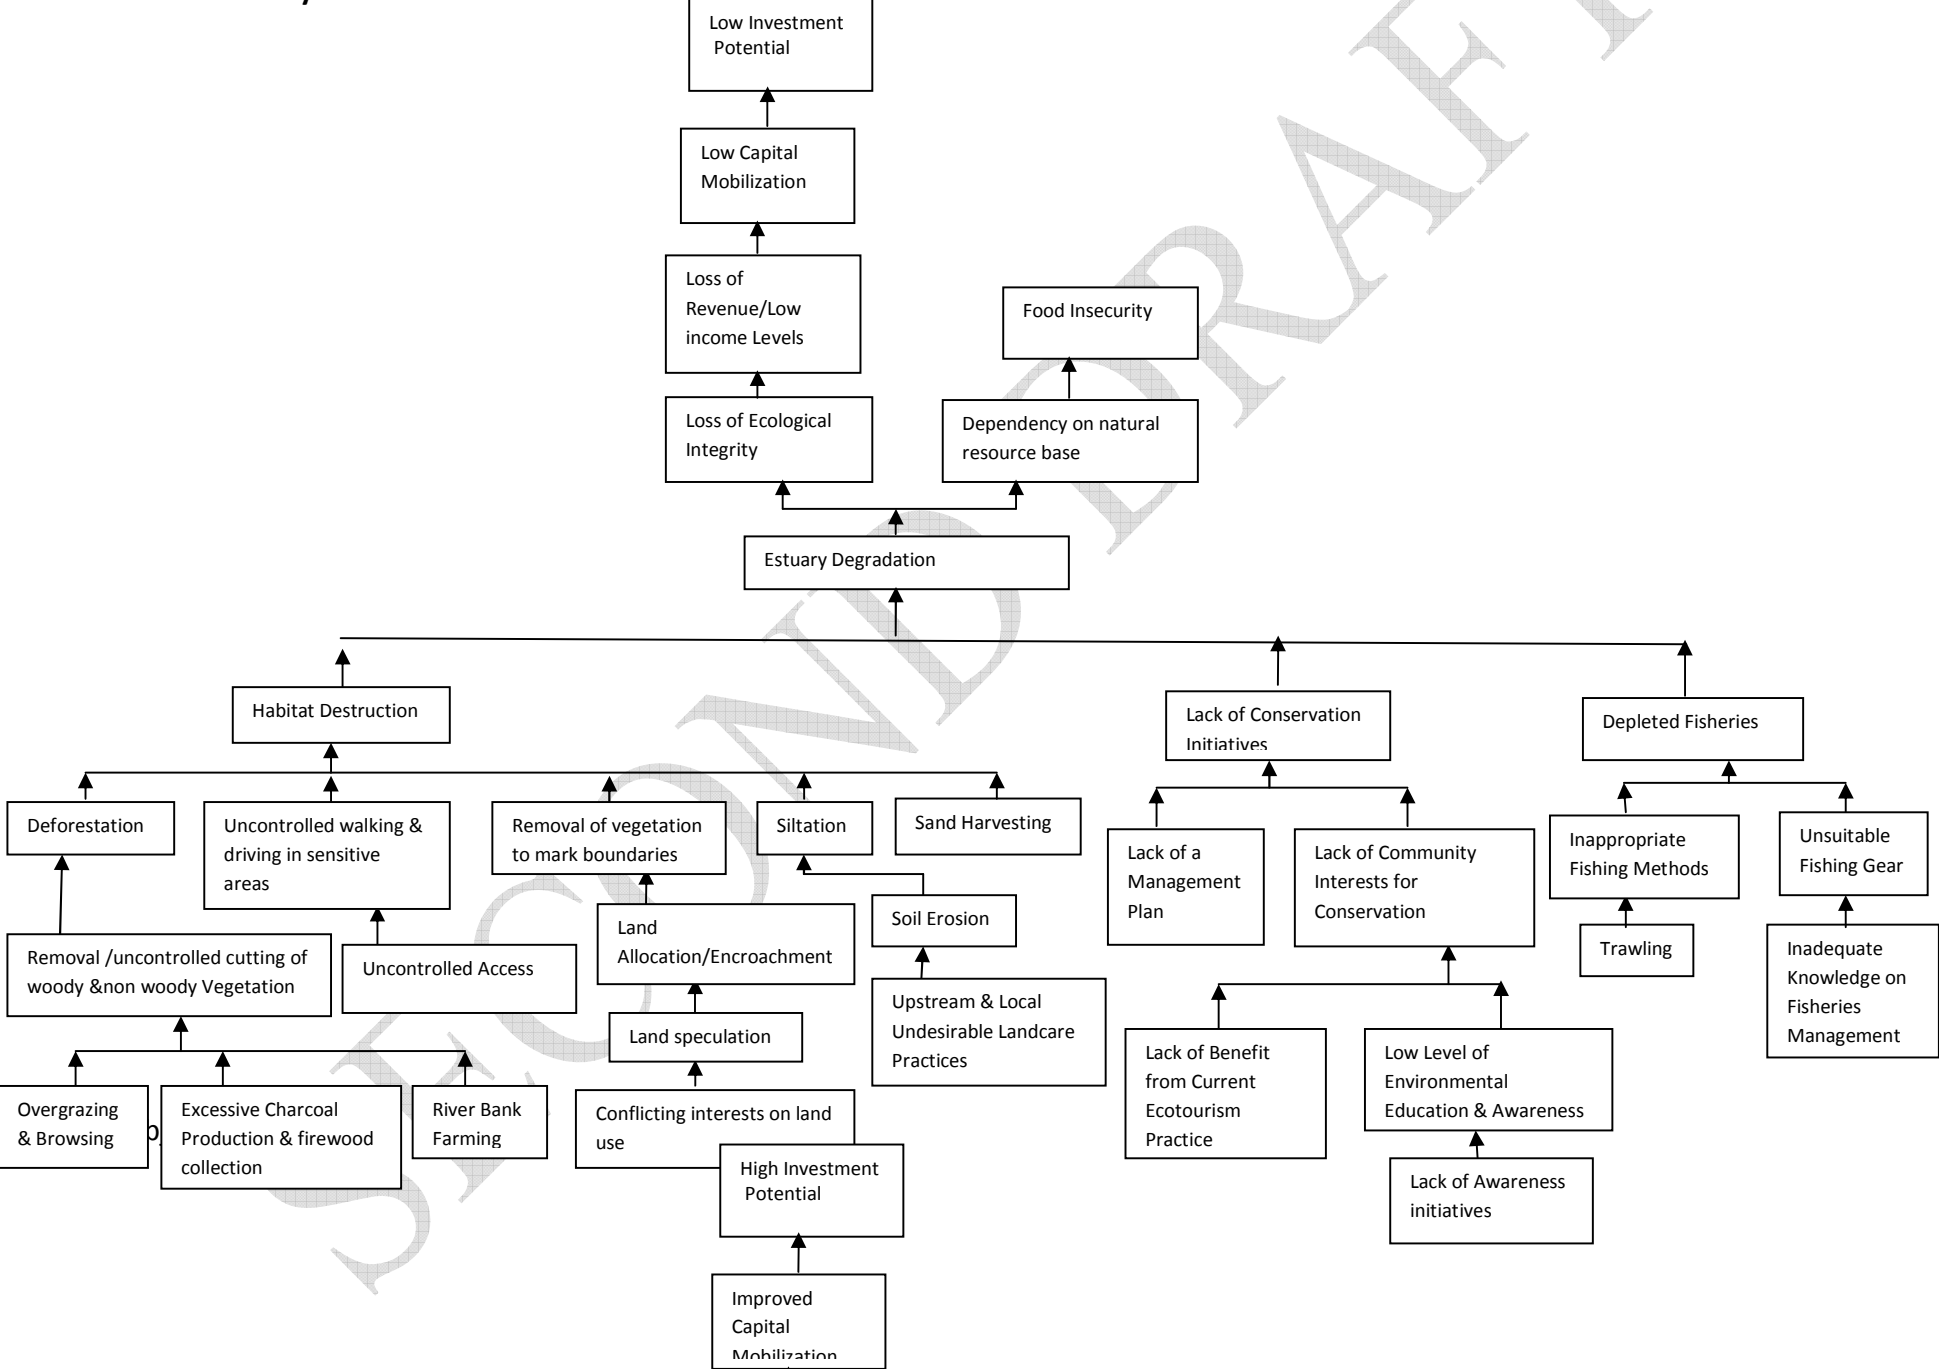 Low Investment
Potential
Low Capital
Mobilization
Loss of
Revenue/Low
income Levels
Food Insecurity
Loss of Ecological
Integrity
Dependency on natural
resource base
Estuary Degradation
Habitat Destruction
Lack of Conservation
Initiatives
Depleted Fisheries
Deforestation
Uncontrolled walking &
driving in sensitive
areas
Removal of vegetation
to mark boundaries
Siltation
Sand Harvesting
Lack of a
Management
Plan
Lack of Community
Interests for
Conservation
Inappropriate
Fishing Methods
Unsuitable
Fishing Gear
Removal /uncontrolled cutting of
woody &non woody Vegetation
Uncontrolled Access
Land
Allocation/Encroachment
Soil Erosion
Trawling
Inadequate
Knowledge on
Fisheries
Management
Upstream & Local
Undesirable Landcare
Practices
Land speculation
Lack of Benefit
from Current
Ecotourism
Practice
Low Level of
Environmental
Education & Awareness
Overgrazing
& Browsing
Excessive Charcoal
Production & firewood
collection
River Bank
Farming
Conflicting interests on land
use
High Investment
Potential
Lack of Awareness
initiatives
Improved
Capital
Mobilization
SECOND DRAFT